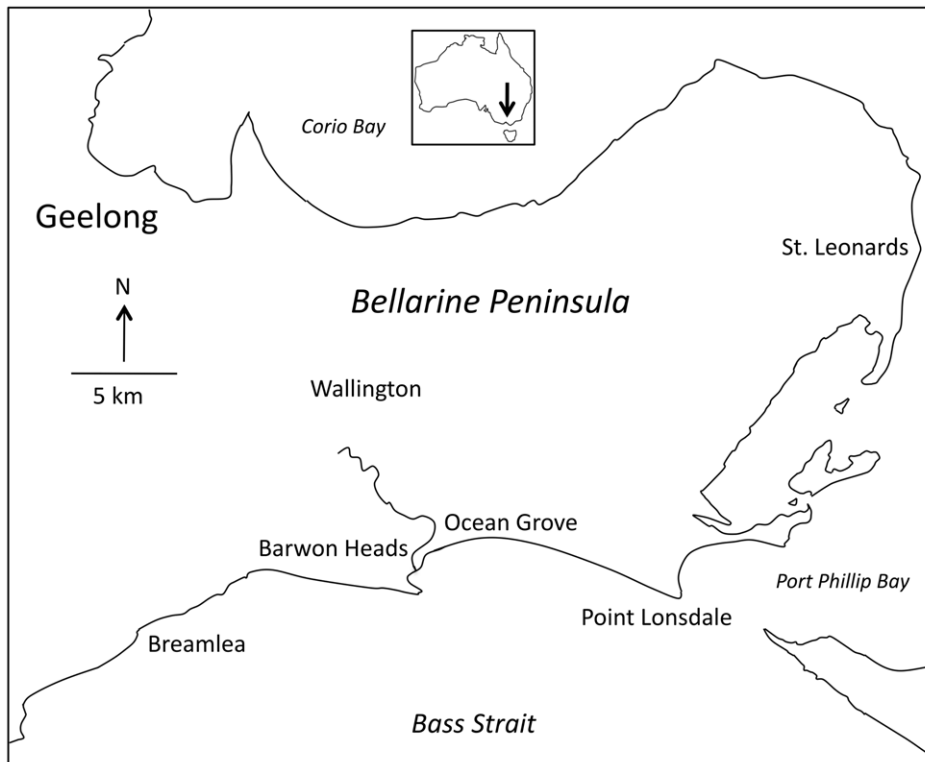 Corio Bay
Geelong
St. Leonards
N
Bellarine Peninsula
5 km
Wallington
Ocean Grove
Barwon Heads
Port Phillip Bay
Point Lonsdale
Breamlea
Bass Strait